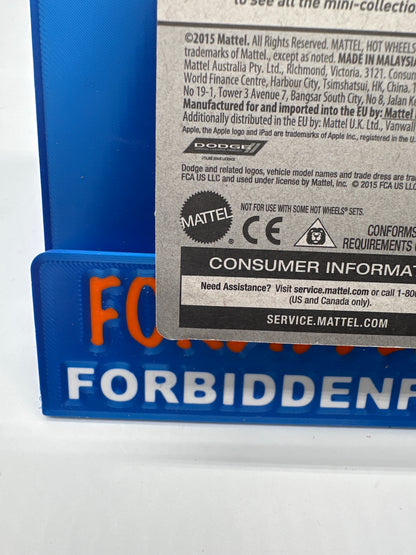 to see all the mini-collection
©2015 Mattel. All Rights Reserved. MATTEL, HOT WHEELS
trademarks of Mattel, except as noted. MADE IN MALAYSIA
Mattel Australia Pty. Ltd., Richmond, Victoria. 3121. Consum
World Finance Centre, Harbour City, Tsimshatsui, HK, China. T
No 19-1, Tower 3 Avenue 7, Bangsar South City, No 8, Jalan K
Manufactured for and imported into the EU by: Mattel
Additionally distributed in the EU by: Mattel U.K. Ltd., Vanwall
Apple, the Apple logo and iPad are trademarks of Apple Inc., registered in the U.
DODGE
UTILISÉ SOUS LICENCE
Dodge and related logos, vehicle model names and trade dress are tra
FCA US LLC and used under license by Mattel, Inc. © 2015 FCA US
MATTEL
NOT FOR USE WITH SOME HOT WHEELS® SETS.
CE
CONFORMS
REQUIREMENTS
CONSUMER INFORMAT
Need Assistance? Visit service.mattel.com or call 1-800
(US and Canada only).
SERVICE.MATTEL.COM
FORBIDDENF